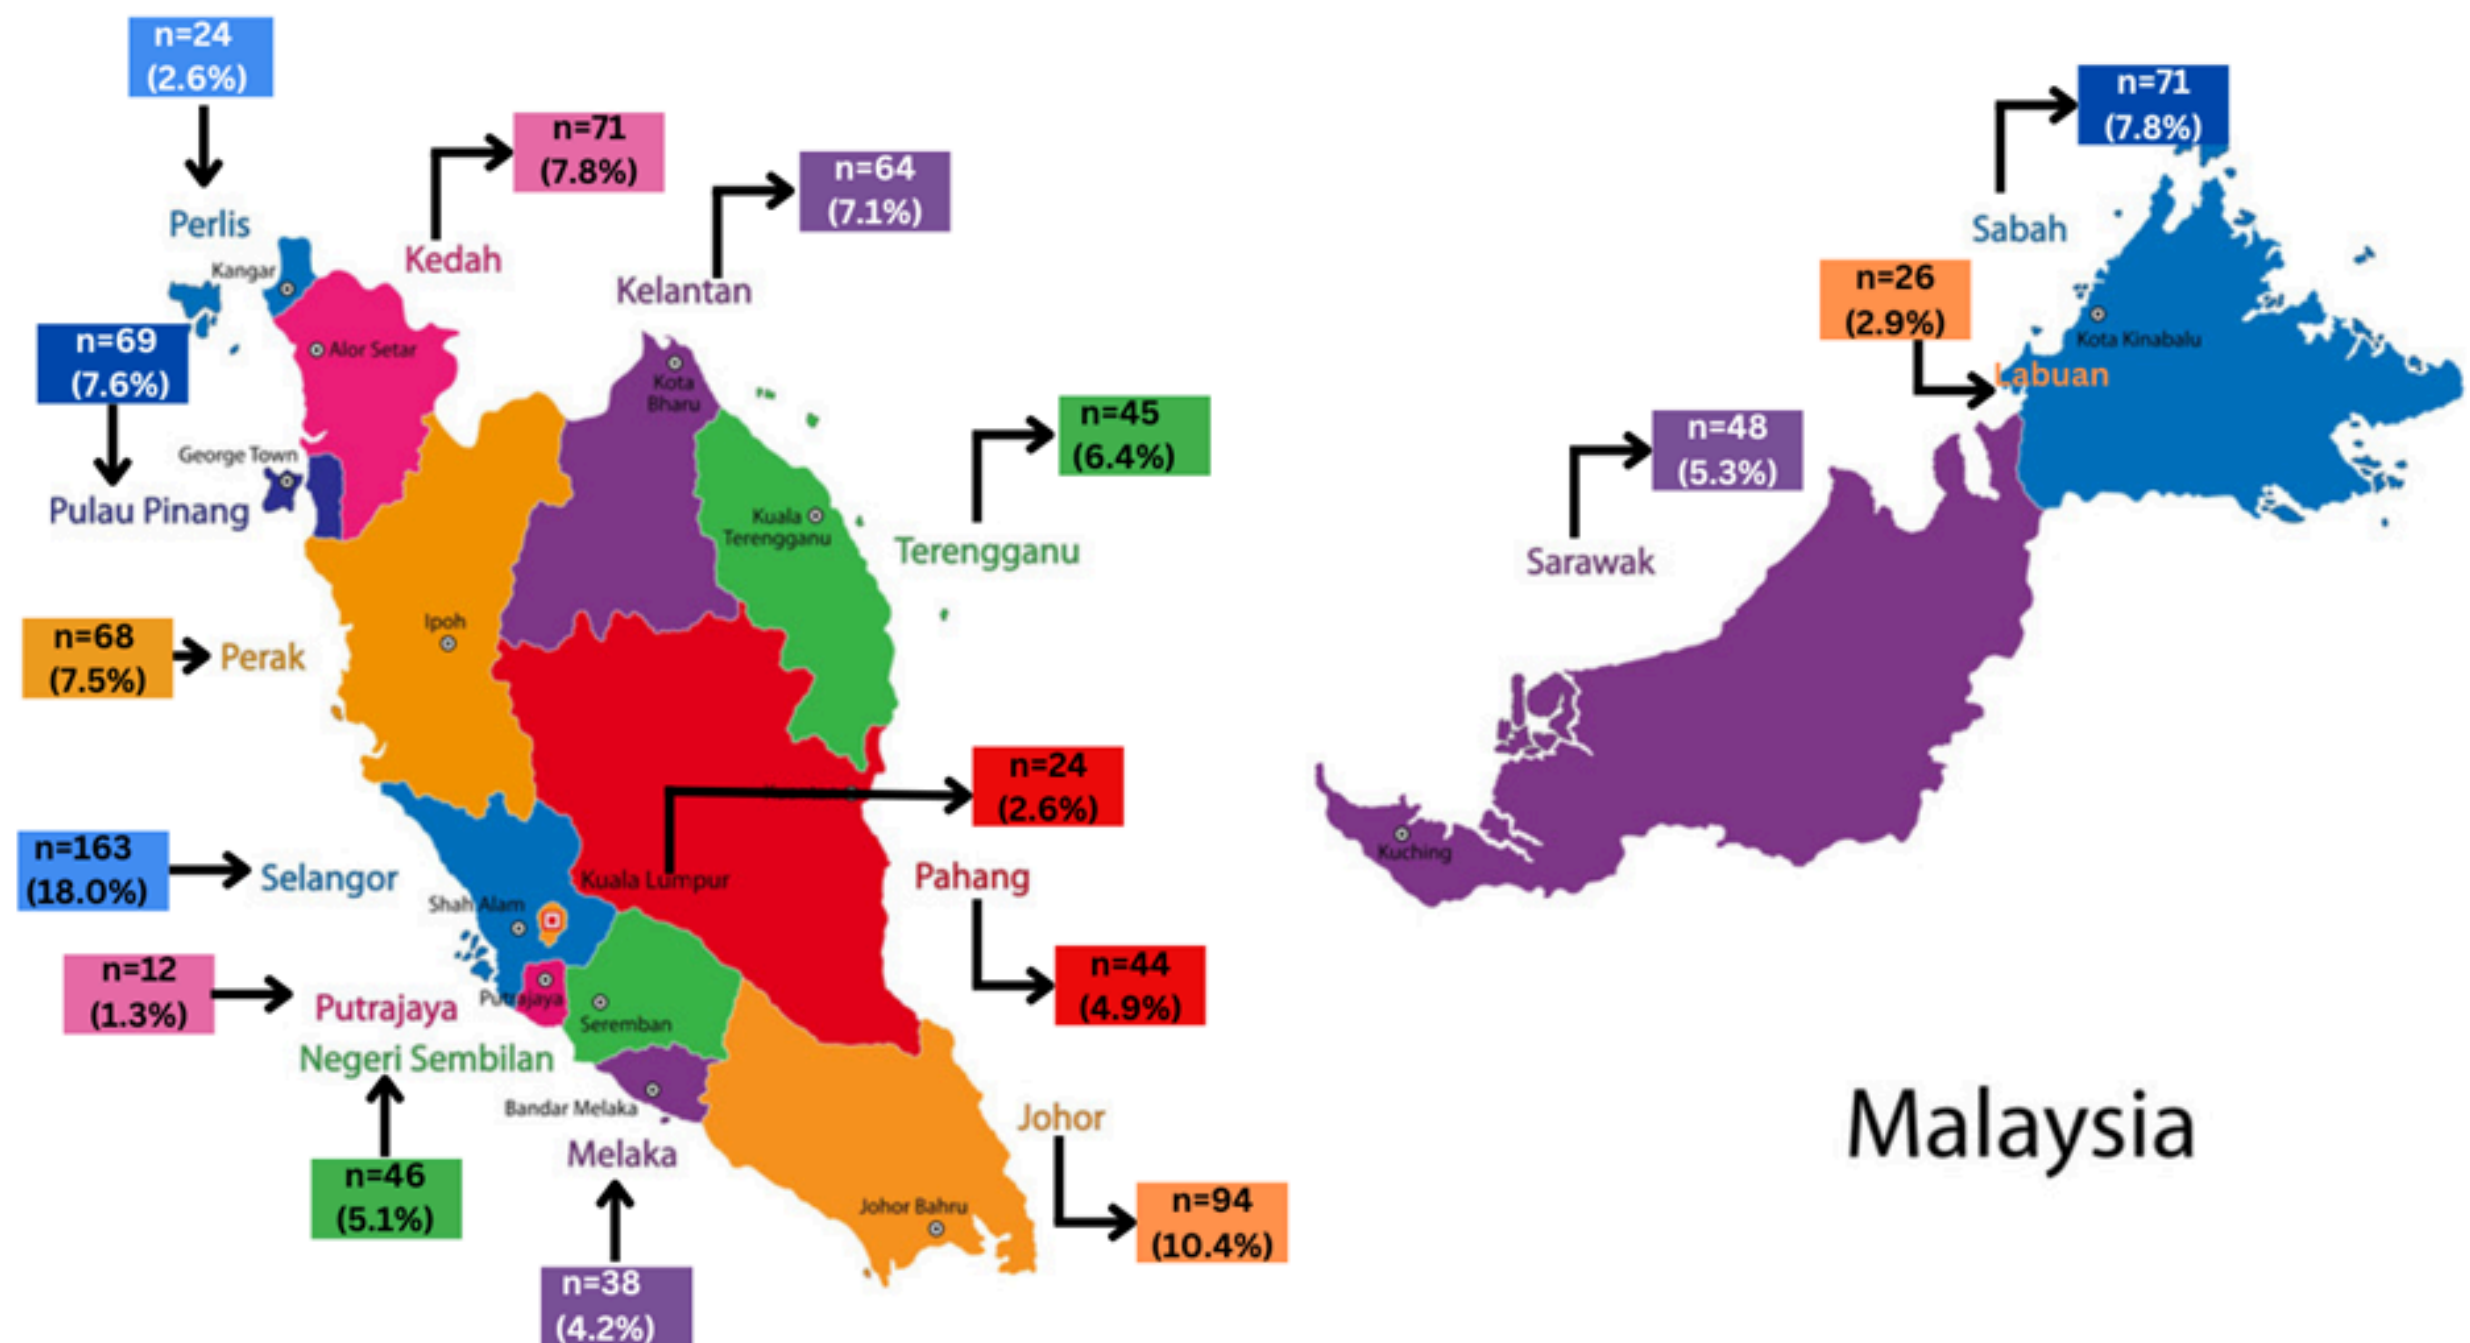 n=24
(2.6%)
Perlis
Kangar
n=71
(7.8%)
Kedah
Alor Setar
n=64
(7.1%)
Kelantan
Kota
Bharu
n=69
(7.6%)
George Town
Pulau Pinang
n=45
(6.4%)
Kuala
Terengganu
Terengganu
n=68
(7.5%)
Perak
Ipoh
n=24
(2.6%)
Kuala Lumpur
n=163
(18.0%)
Selangor
Shah Alam
Pahang
n=44
(4.9%)
n=12
(1.3%)
Putrajaya
Putrajaya
Negeri Sembilan
Seremban
n=46
(5.1%)
Bandar Melaka
Melaka
n=38
(4.2%)
Johor
Johor Bahru
n=94
(10.4%)
n=71
(7.8%)
Sabah
Kota Kinabalu
n=26
(2.9%)
Labuan
n=48
(5.3%)
Sarawak
Kuching
Malaysia